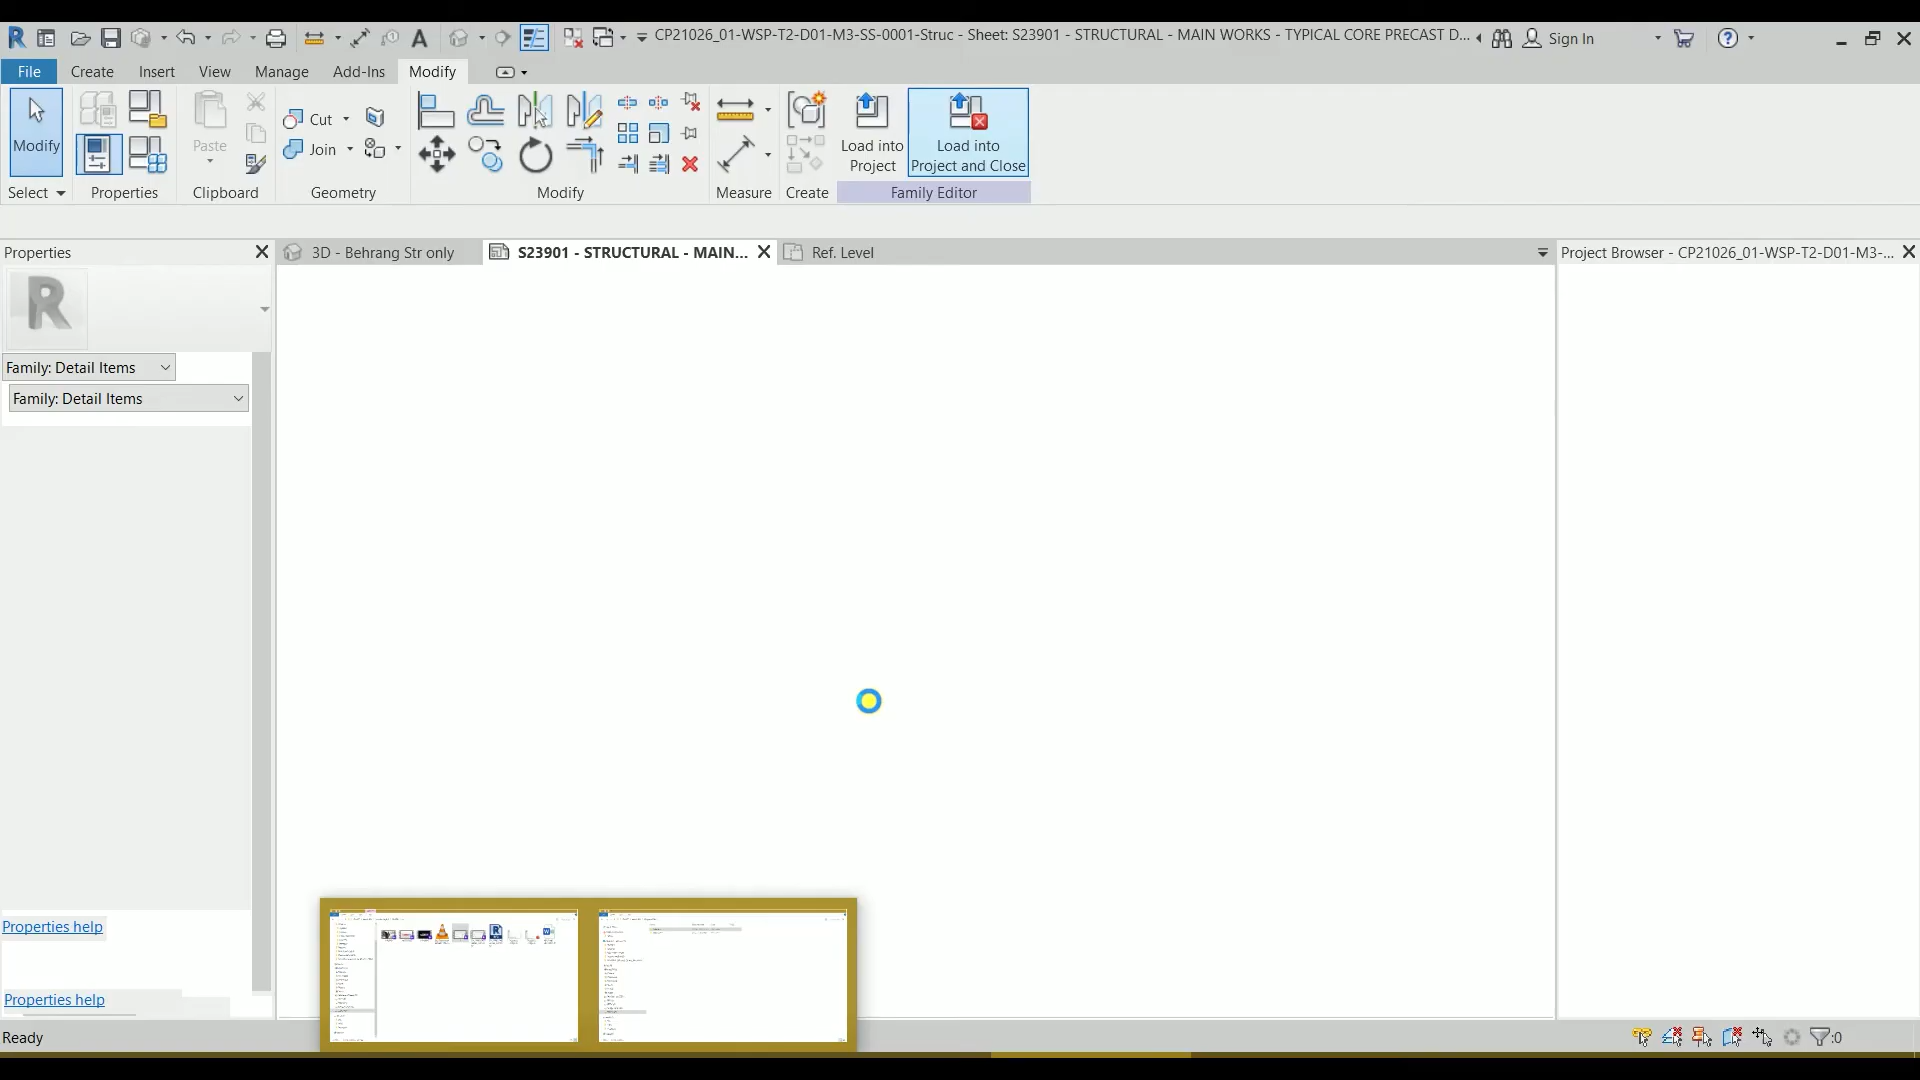 CP21026_01-WSP-T2-D01-M3-SS-0001-Struc - Sheet: S23901 - STRUCTURAL - MAIN WORKS - TYPICAL CORE PRECAST D...
Sign In
File
Create
Insert
View
Manage
Add-Ins
Modify
Modify
Paste
Cut
Join
Load into
Project
Load into
Project and Close
Select
Properties
Clipboard
Geometry
Modify
Measure
Create
Family Editor
Properties
3D - Behrang Str only
S23901 - STRUCTURAL - MAIN...
Ref. Level
Project Browser - CP21026_01-WSP-T2-D01-M3-...
Family: Detail Items
Family: Detail Items
Properties help
Properties help
Ready
:0